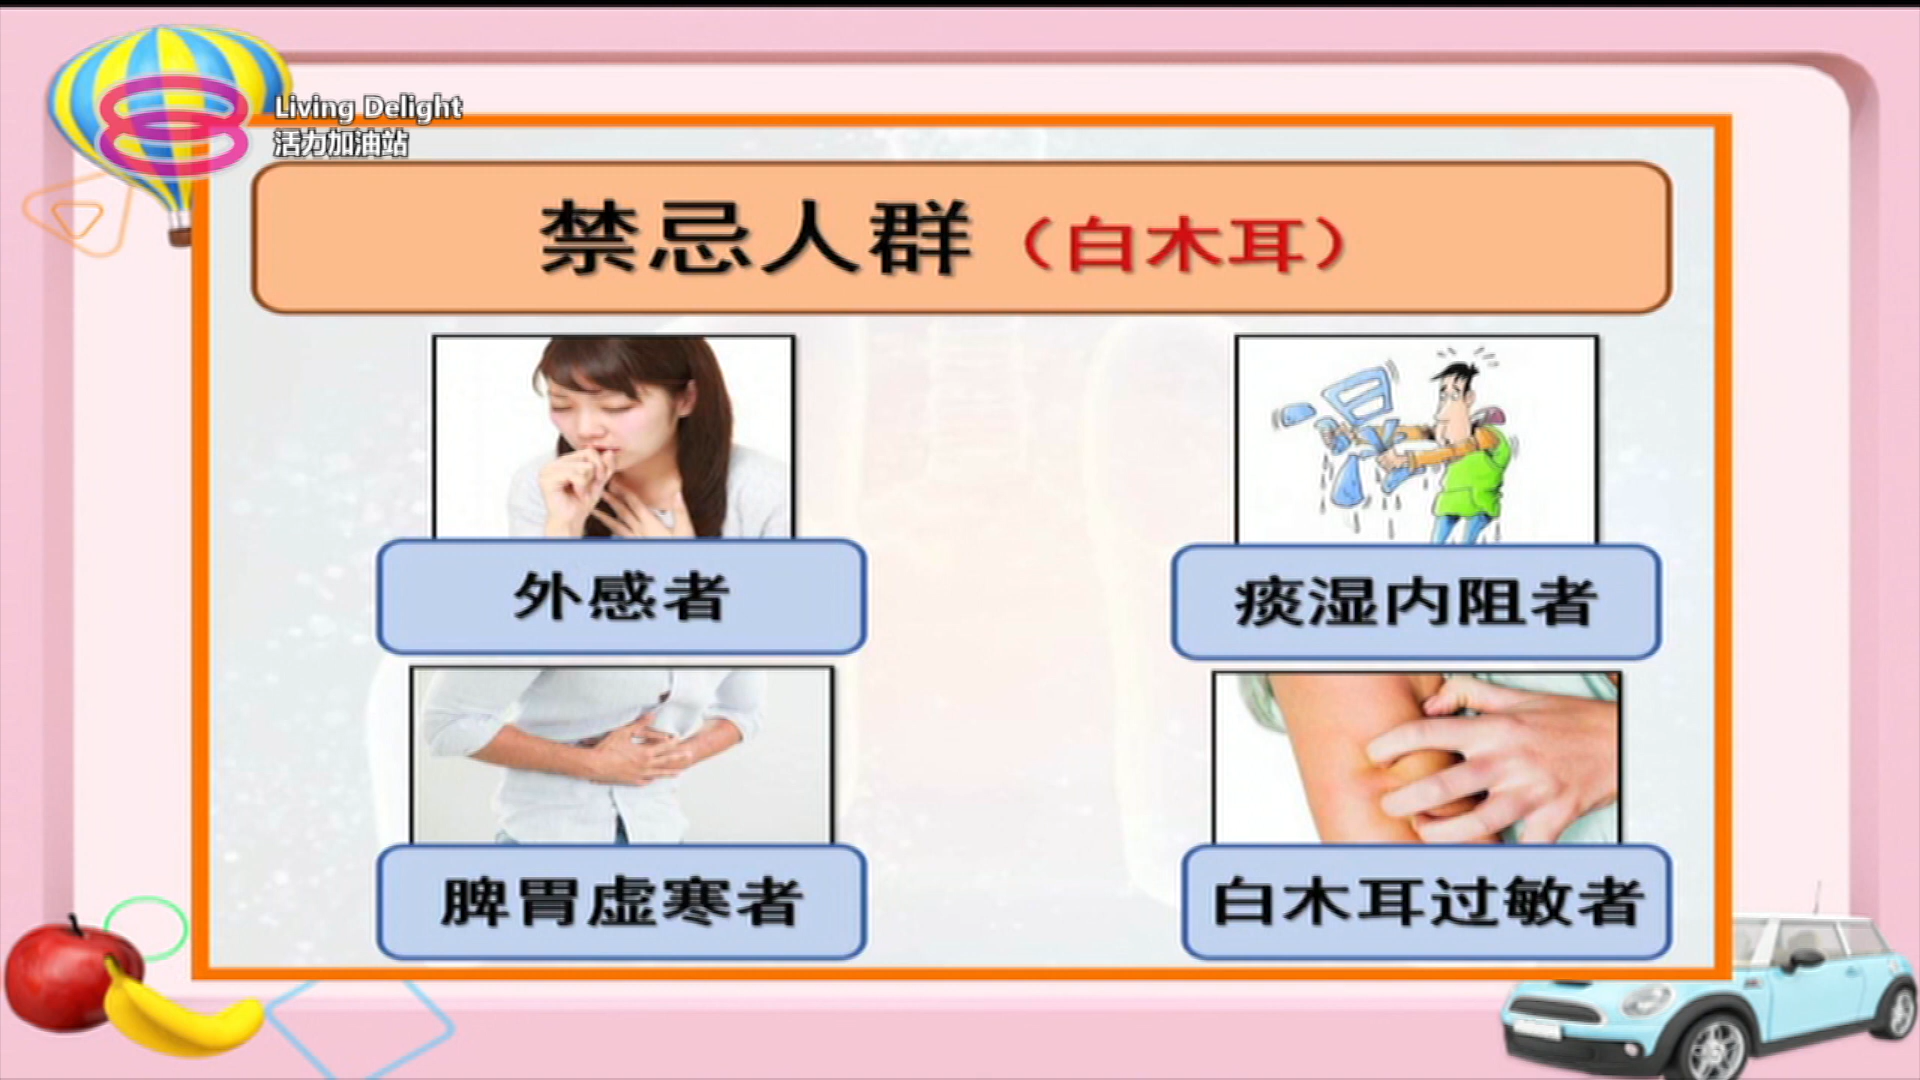 Living Delight
活力加油站
禁忌人群（白木耳）
湿
外感者
痰湿内阻者
脾胃虚寒者
白木耳过敏者